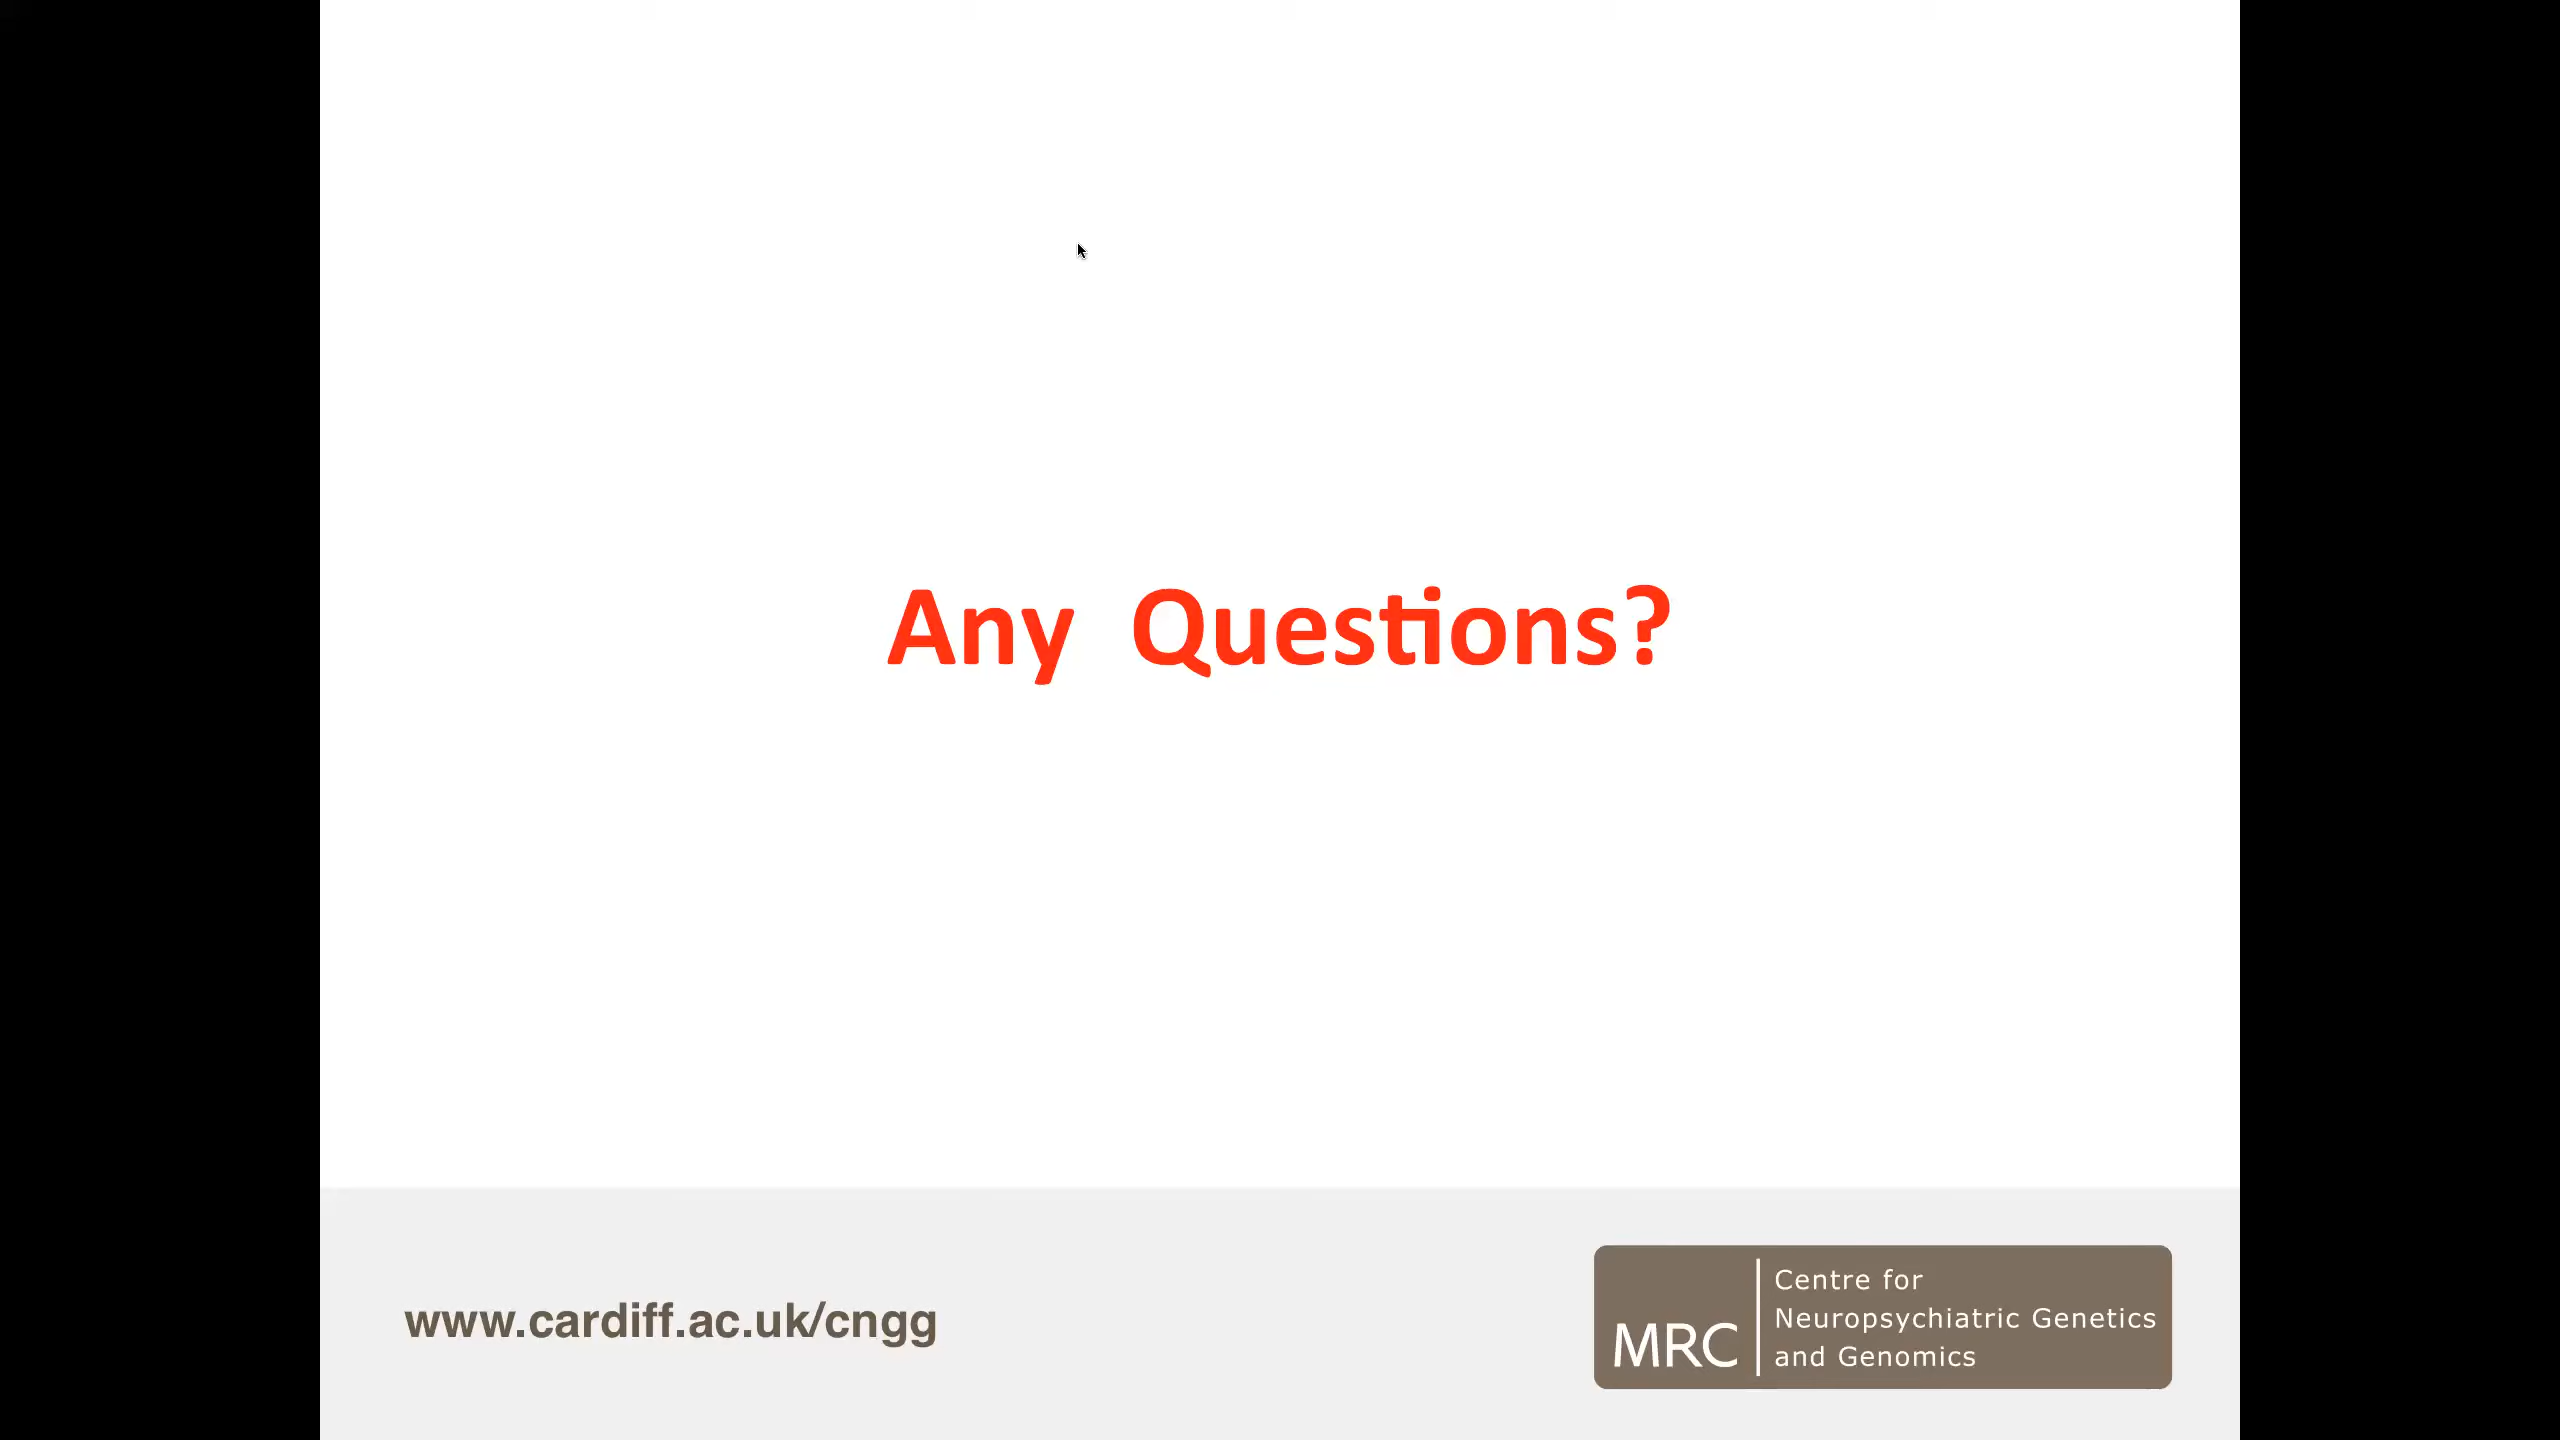 Any Questions?
www.cardiff.ac.uk/cngg
MRC
Centre for
Neuropsychiatric Genetics
and Genomics